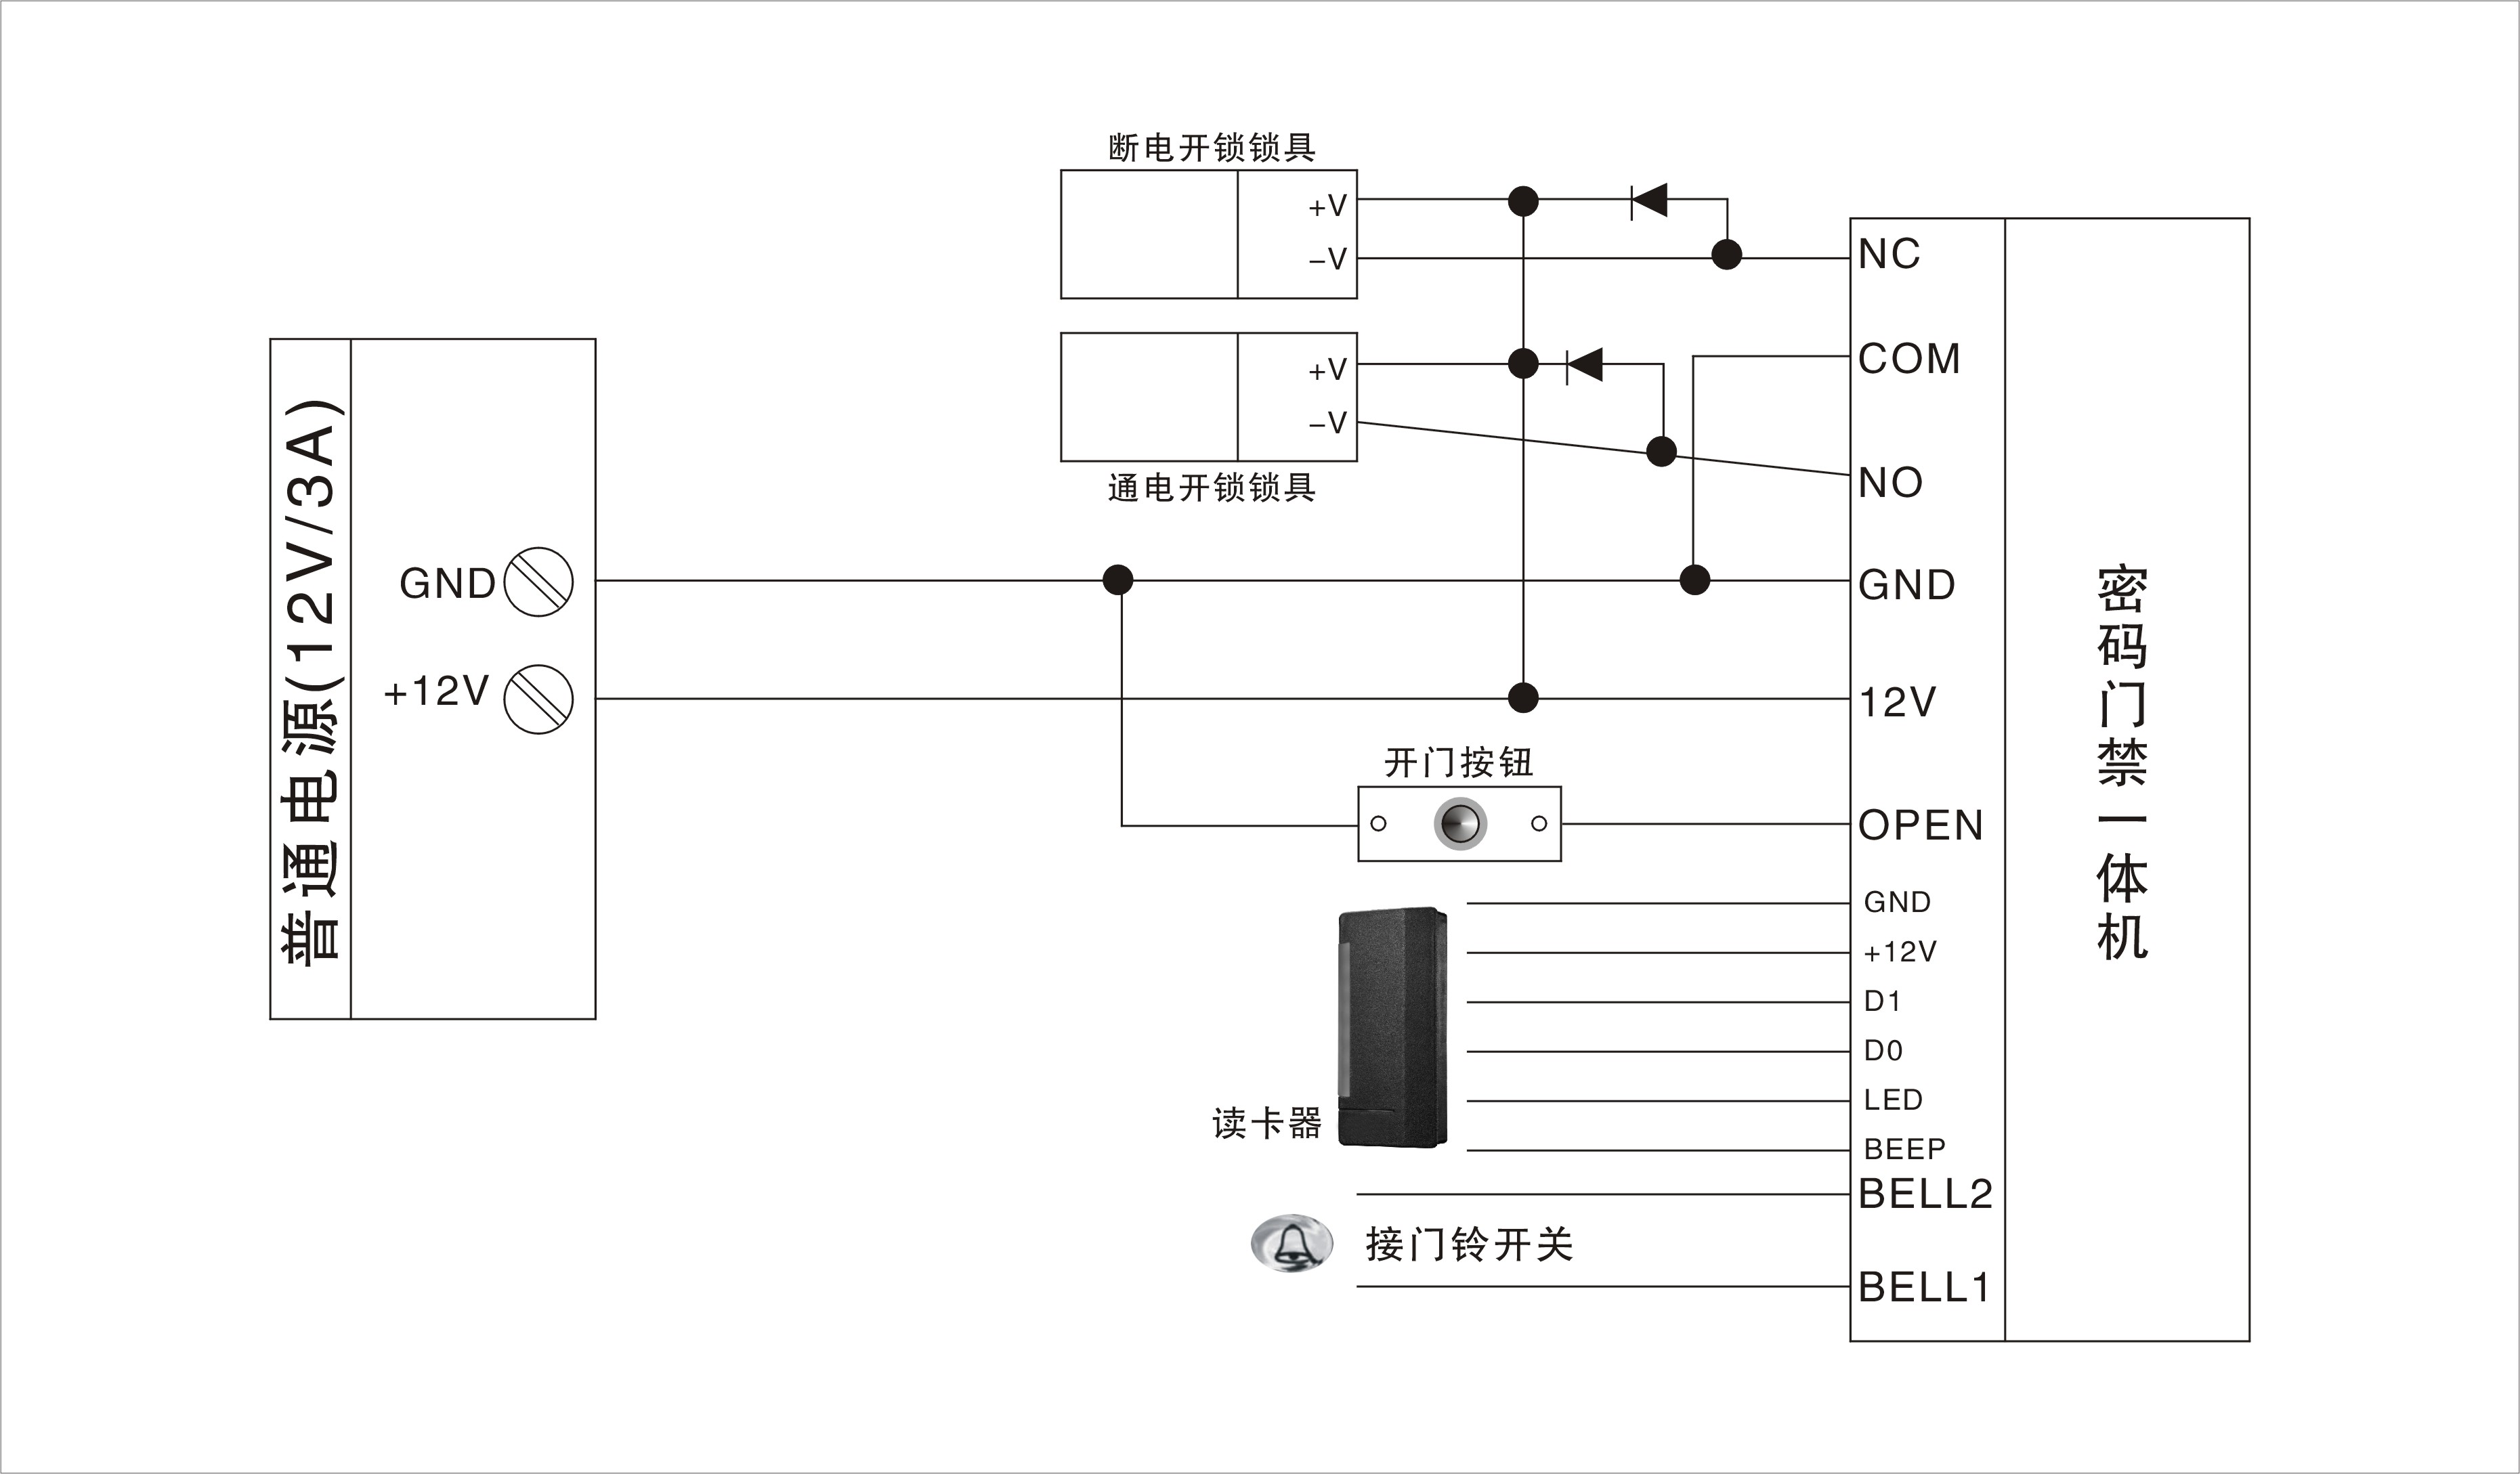 断电开锁锁具
+V
−V
+V
−V
通电开锁锁具
普通电源(12V/3A)
GND
+12V
开门按钮
读卡器
接门铃开关
NC
COM
NO
GND
12V
OPEN
GND
+12V
D1
D0
LED
BEEP
BELL2
BELL1
密码门禁一体机